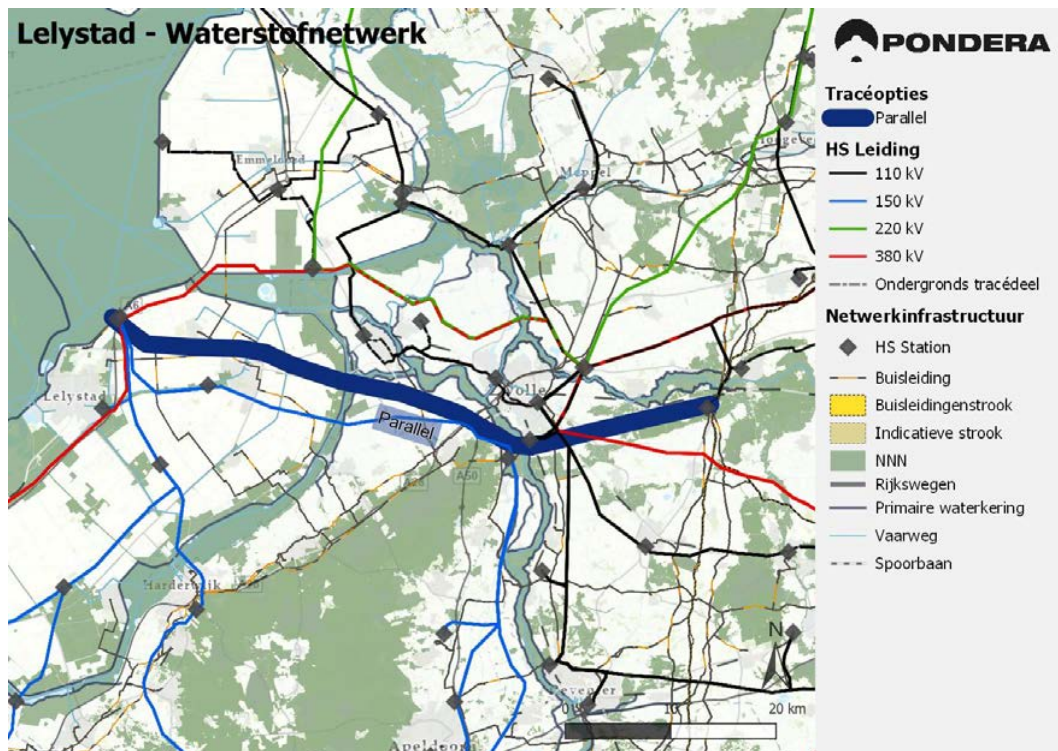 Lelystad - Waterstofnetwerk
PONDERA
Tracéopties
Parallel
HS Leiding
110 kV
150 kV
220 kV
380 kV
Ondergronds tracédeel
Netwerkinfrastructuur
HS Station
Buisleiding
Buisleidingenstrook
Indicatieve strook
NNN
Rijkswegen
Primaire waterkering
Vaarweg
Spoorbaan
Emmeloord
Meppel
A6
Lelystad
Zwolle
Parallel
A28
A50
Harderwijk
N
Deventer
0
10
20 km
Apeldoorn